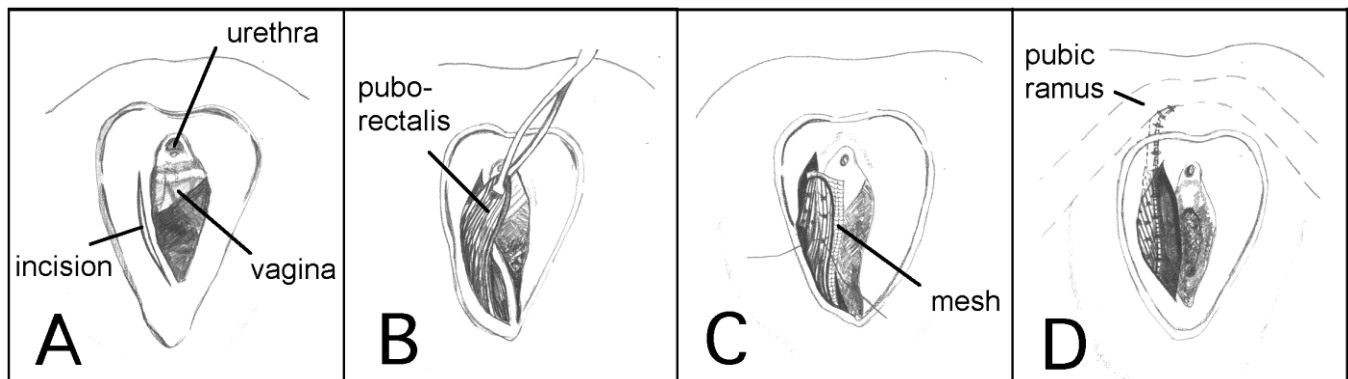 urethra
incision
vagina
A
pubo-
rectalis
B
mesh
C
pubic
ramus
D